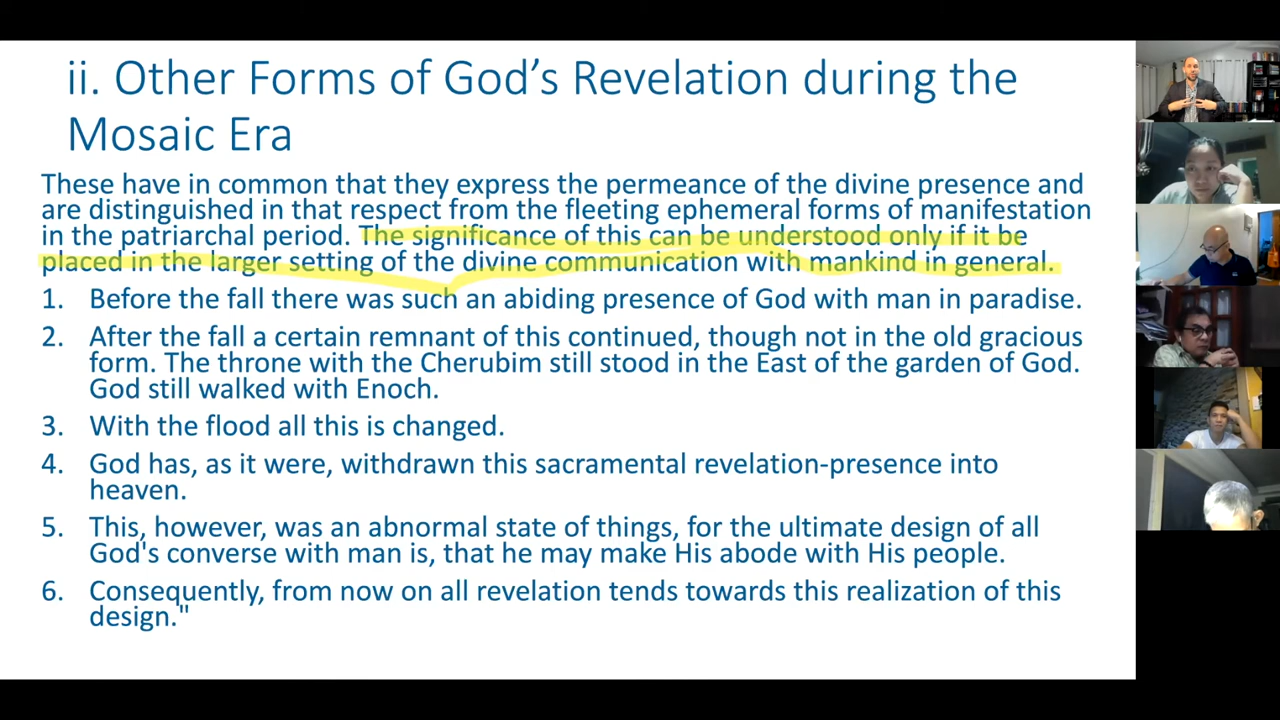 ii. Other Forms of God’s Revelation during the
Mosaic Era
These have in common that they express the permeance of the divine presence and
are distinguished in that respect from the fleeting ephemeral forms of manifestation
in the patriarchal period. The significance of this can be understood only if it be
placed in the larger setting of the divine communication with mankind in general.
1. Before the fall there was such an abiding presence of God with man in paradise.
2. After the fall a certain remnant of this continued, though not in the old gracious
form. The throne with the Cherubim still stood in the East of the garden of God.
God still walked with Enoch.
3. With the flood all this is changed.
4. God has, as it were, withdrawn this sacramental revelation-presence into
heaven.
5. This, however, was an abnormal state of things, for the ultimate design of all
God's converse with man is, that he may make His abode with His people.
6. Consequently, from now on all revelation tends towards this realization of this
design."